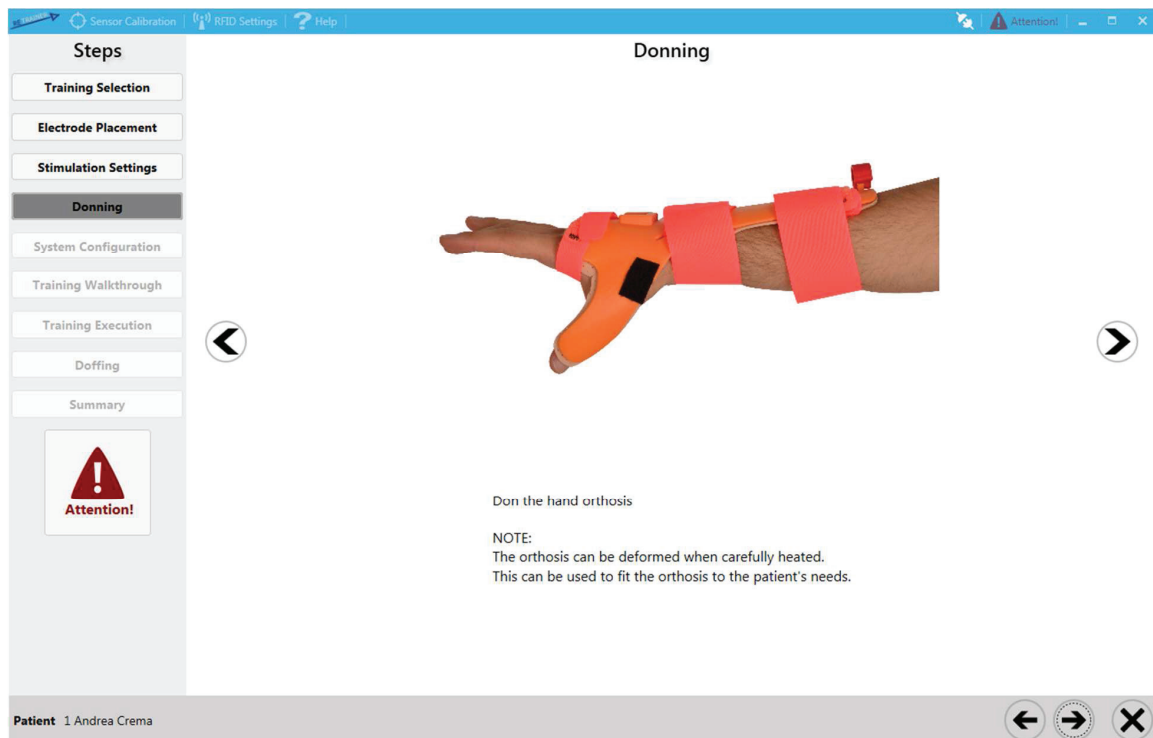 RETRAINER
Sensor Calibration
RFID Settings
Help
Attention!
Steps
Training Selection
Electrode Placement
Stimulation Settings
Donning
System Configuration
Training Walkthrough
Training Execution
Doffing
Summary
Attention!
Donning
Don the hand orthosis
NOTE:
The orthosis can be deformed when carefully heated.
This can be used to fit the orthosis to the patient's needs.
Patient 1 Andrea Crema